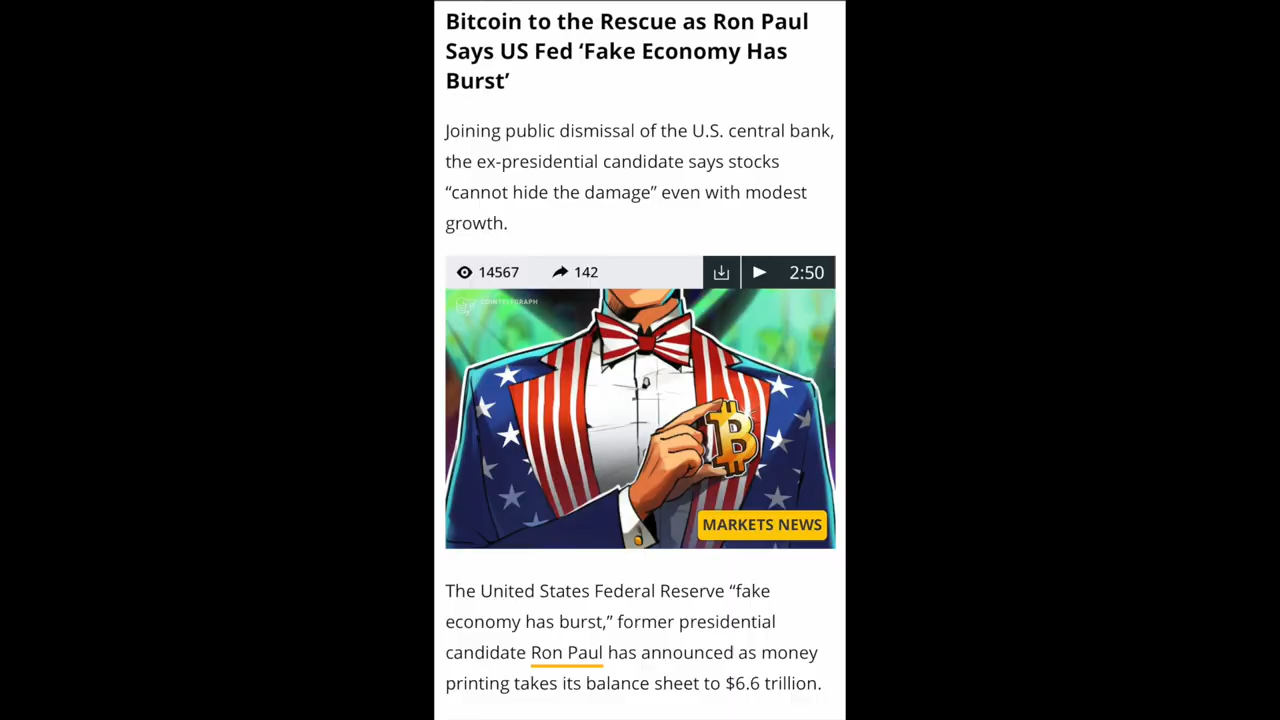 Bitcoin to the Rescue as Ron Paul
Says US Fed ‘Fake Economy Has
Burst’
Joining public dismissal of the U.S. central bank,
the ex-presidential candidate says stocks
“cannot hide the damage” even with modest
growth.
14567 142 2:50
COINTELEGRAPH
MARKETS NEWS
The United States Federal Reserve “fake
economy has burst,” former presidential
candidate Ron Paul has announced as money
printing takes its balance sheet to $6.6 trillion.